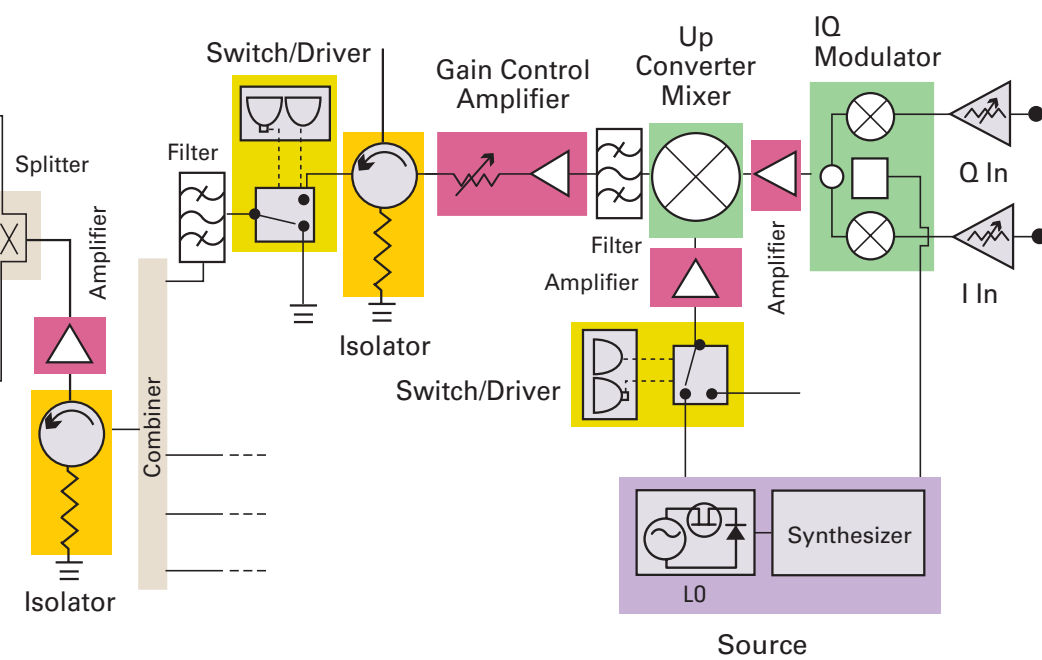 IQ
Modulator
Up
Converter
Mixer
Switch/Driver
Gain Control
Amplifier
Filter
Splitter
Q In
Amplifier
Filter
Amplifier
Amplifier
I In
Isolator
Switch/Driver
Combiner
Synthesizer
LO
Isolator
Source